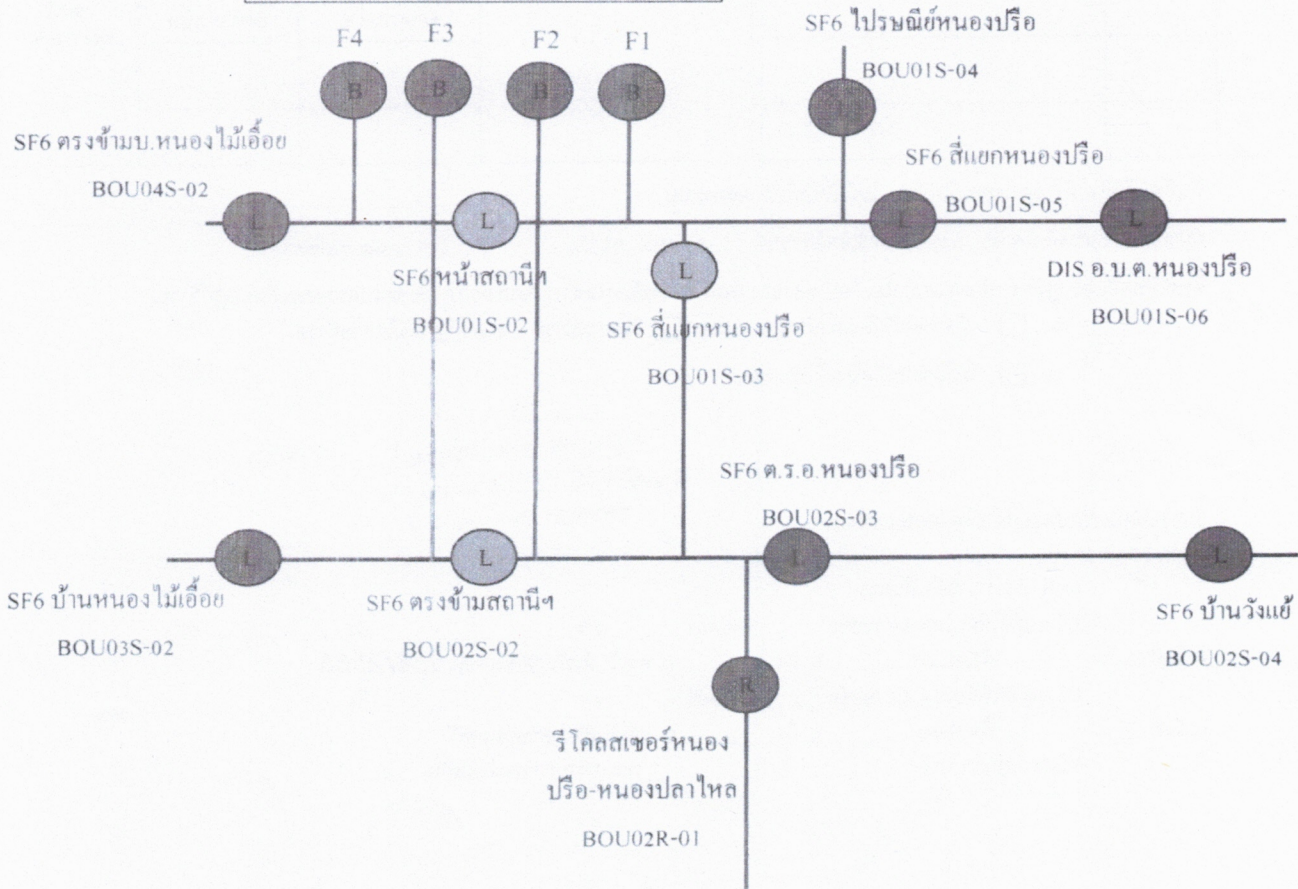 F4
F3
F2
F1
B
B
B
B
SF6 ไปรษณีย์หนองปรือ
BOU01S-04
L
SF6 ตรงข้ามบ.หนองไม้เอื้อย
BOU04S-02
L
L
SF6 หน้าสถานีฯ
BOU01S-02
L
SF6 สี่แยกหนองปรือ
BOU01S-03
SF6 สี่แยกหนองปรือ
BOU01S-05
L
L
DIS อ.บ.ต.หนองปรือ
BOU01S-06
SF6 ต.ร.อ.หนองปรือ
BOU02S-03
L
L
L
L
SF6 บ้านหนองไม้เอื้อย
BOU03S-02
SF6 ตรงข้ามสถานีฯ
BOU02S-02
SF6 บ้านวังแย้
BOU02S-04
R
รีโคลสเซอร์หนอง
ปรือ-หนองปลาไหล
BOU02R-01